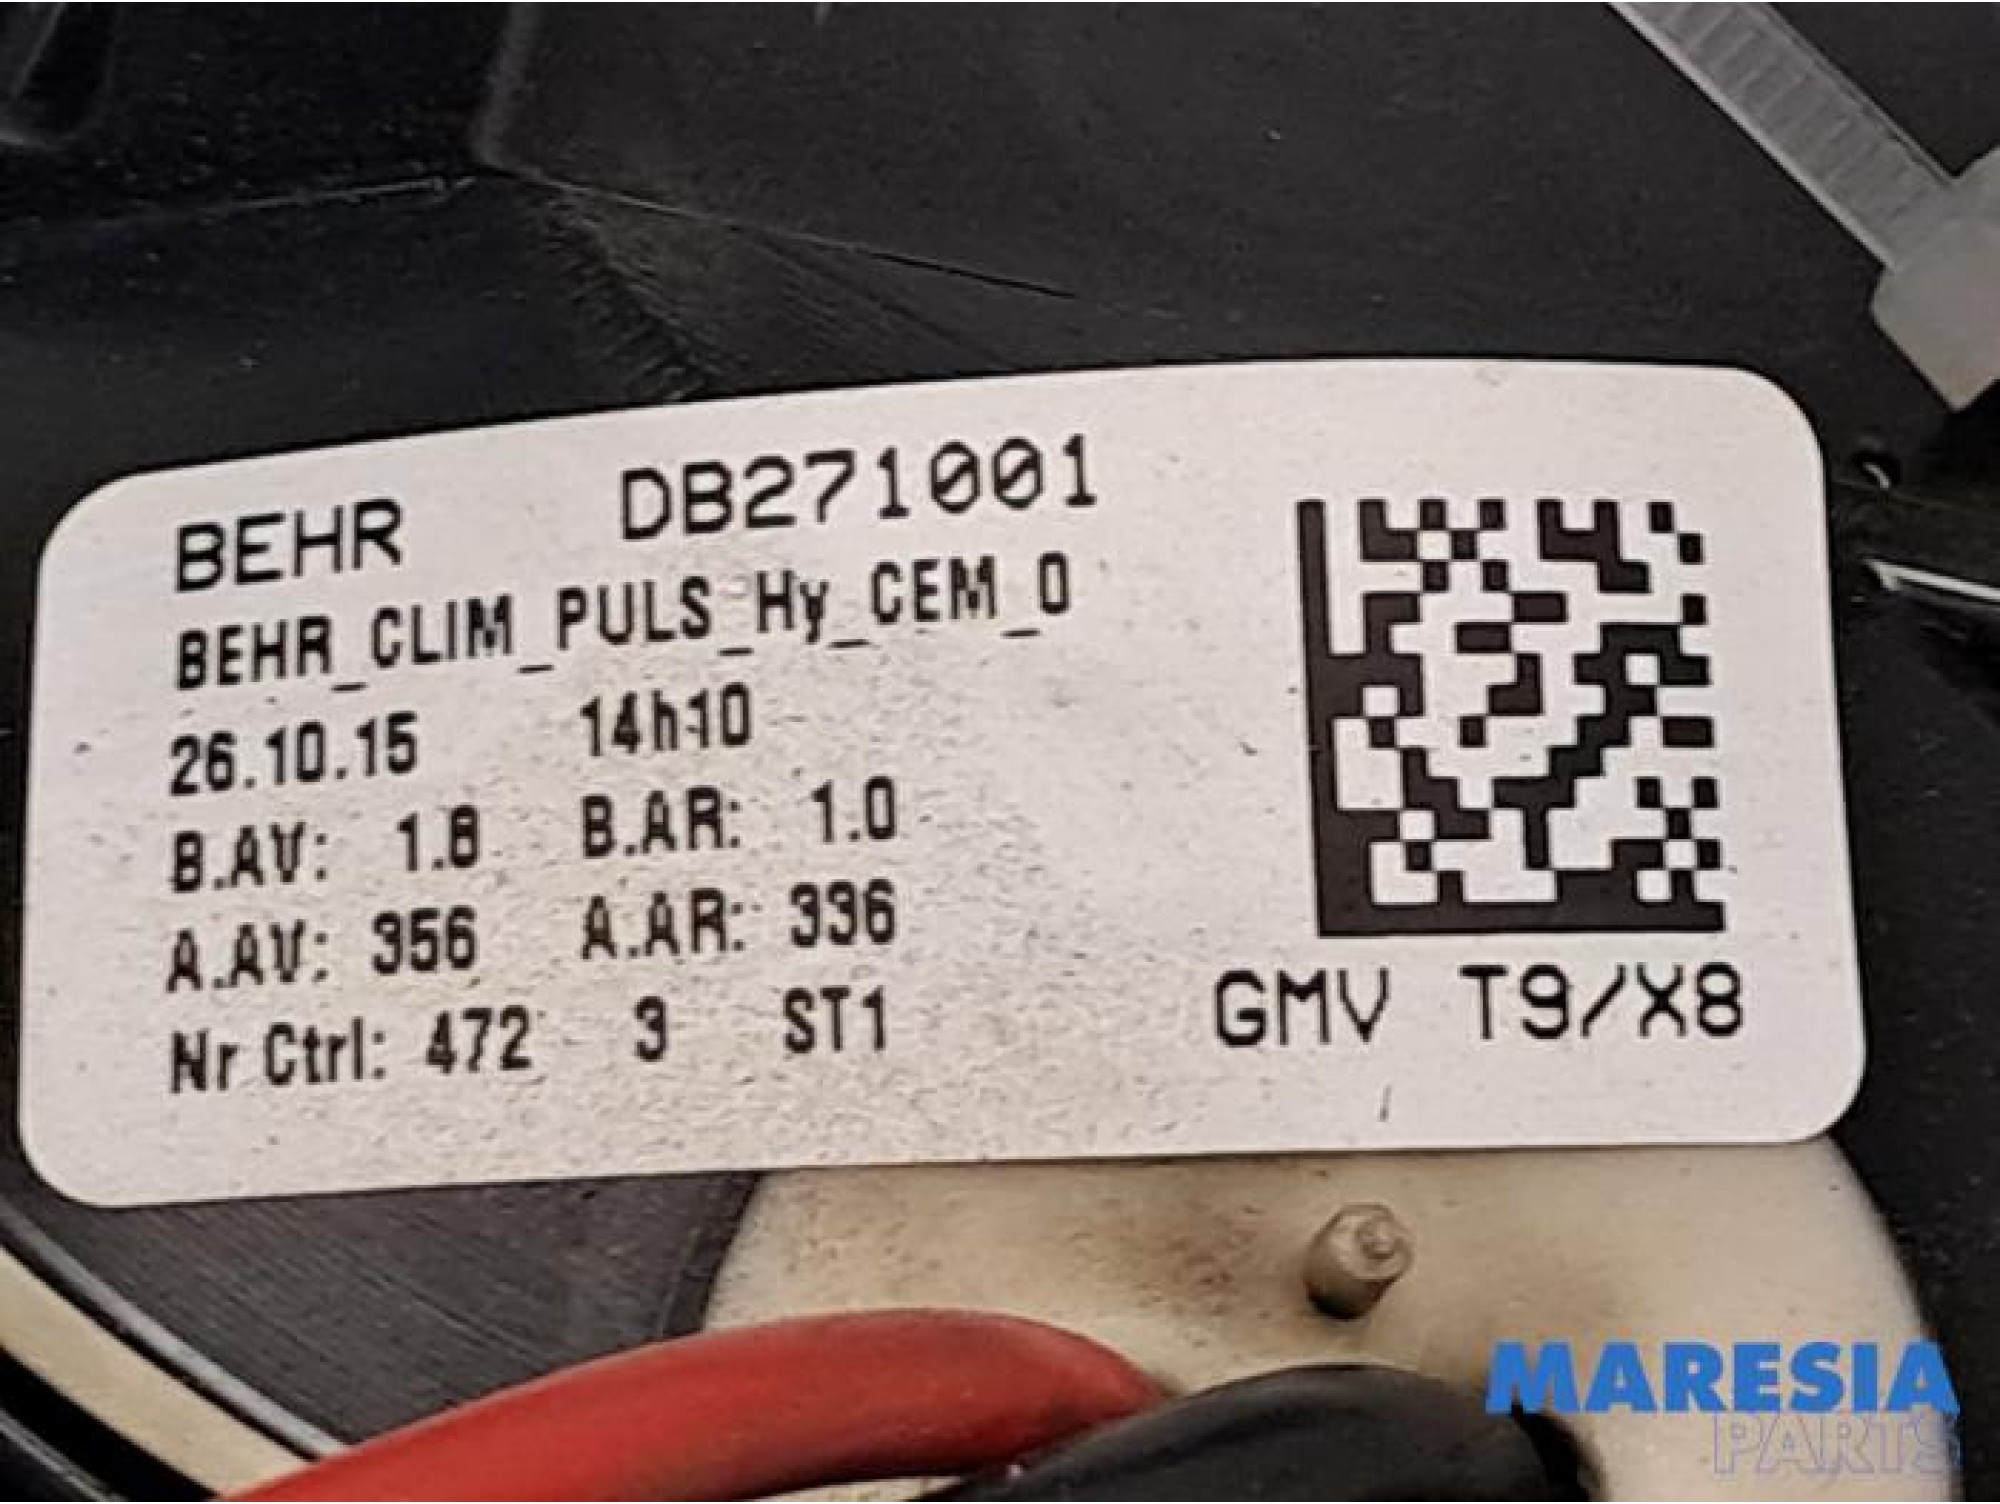 BEHR DB271001
BEHR_CLIM_PULS_Hy_CEM_0
26.10.15 14h10
B.AV: 1.8 B.AR: 1.0
A.AV: 356 A.AR: 336
Nr Ctrl: 472 3 ST1
GMV T9/X8
MARESIA
PARTS